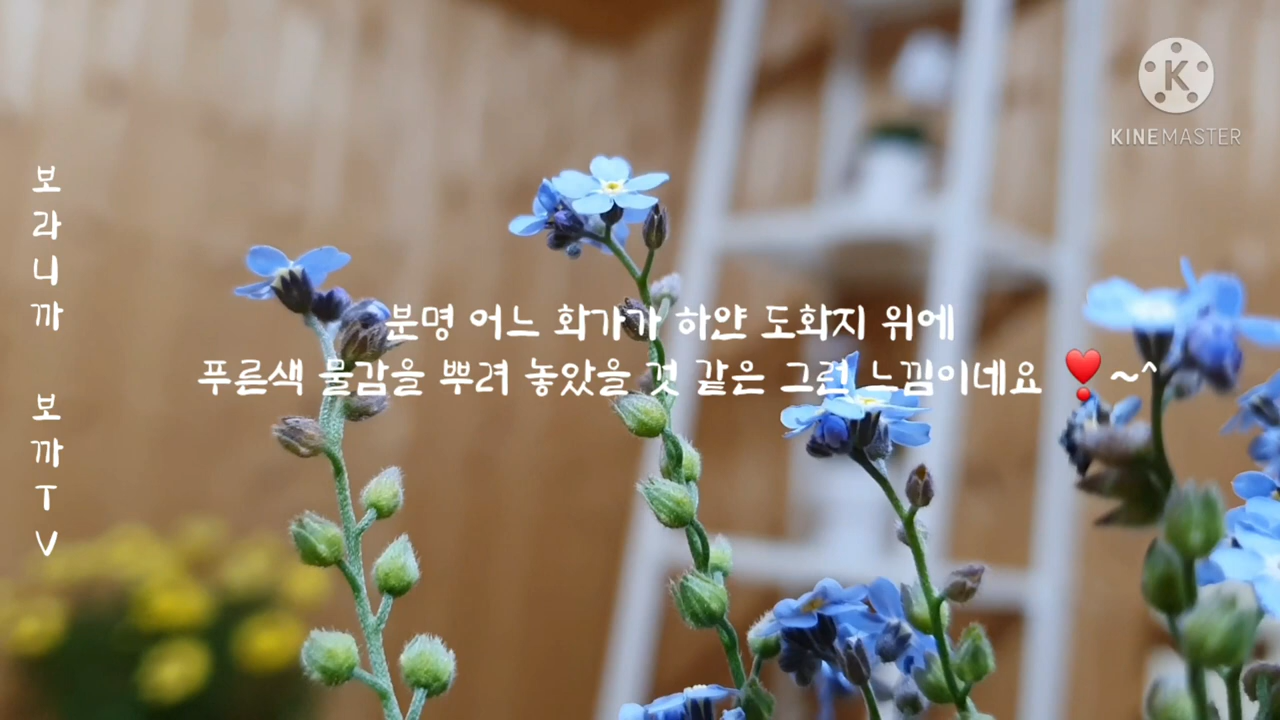 K
KINEMASTER
보라니까 보까TV
분명 어느 화가가 하얀 도화지 위에
푸른색 물감을 뿌려 놓았을 것 같은 그런 느낌이네요 ❣️~^